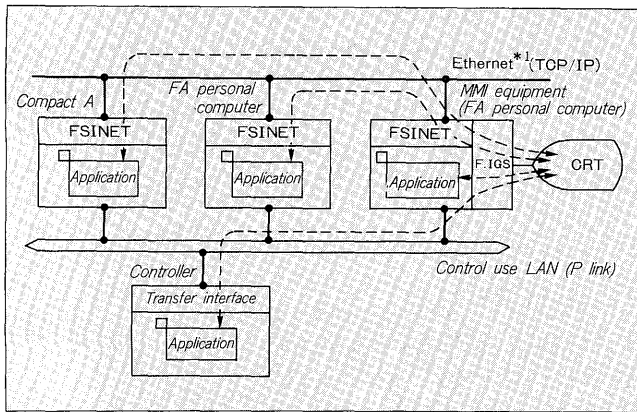 Ethernet*1(TCP/IP)
Compact A
FA personal
computer
MMI equipment
(FA personal computer)
FSINET
Application
FSINET
Application
FSINET
Application
F.IGS
CRT
Controller
Control use LAN (P link)
Transfer interface
Application